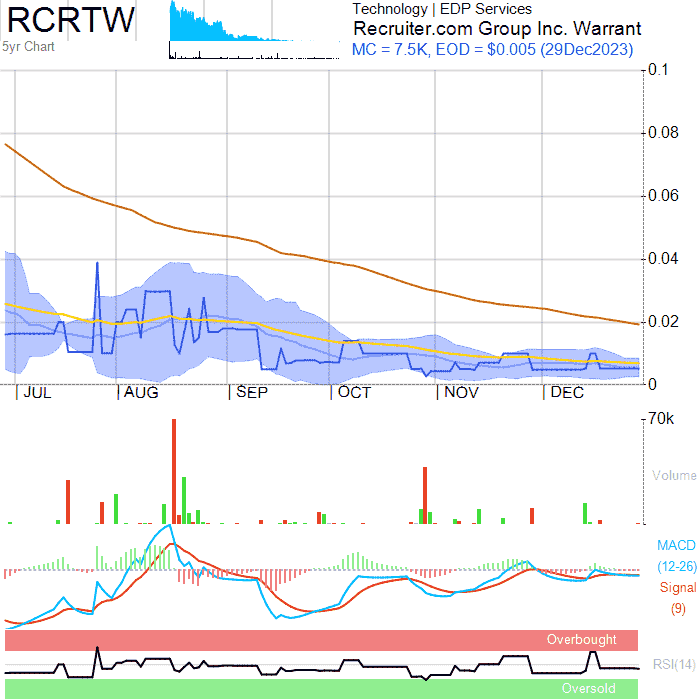 RCRTW
5yr Chart
Technology | EDP Services
Recruiter.com Group Inc. Warrant
MC = 7.5K, EOD = $0.005 (29Dec2023)
0.1
0.08
0.06
0.04
0.02
0
JUL AUG SEP OCT NOV DEC
70k
Volume
MACD
(12-26)
Signal
(9)
Overbought
RSI(14)
Oversold